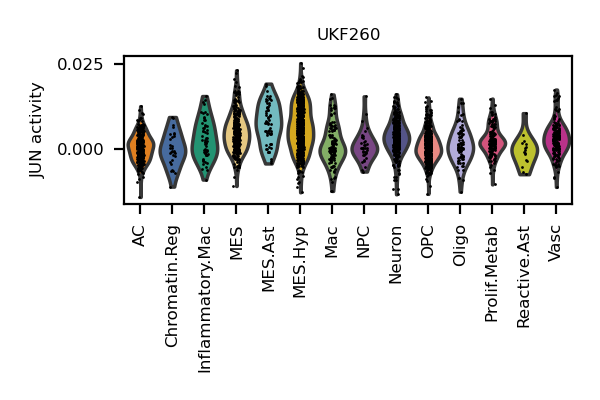 UKF260
JUN activity
0.025
0.000
AC
Chromatin.Reg
Inflammatory.Mac
MES
MES.Ast
MES.Hyp
Mac
NPC
Neuron
OPC
Oligo
Prolif.Metab
Reactive.Ast
Vasc